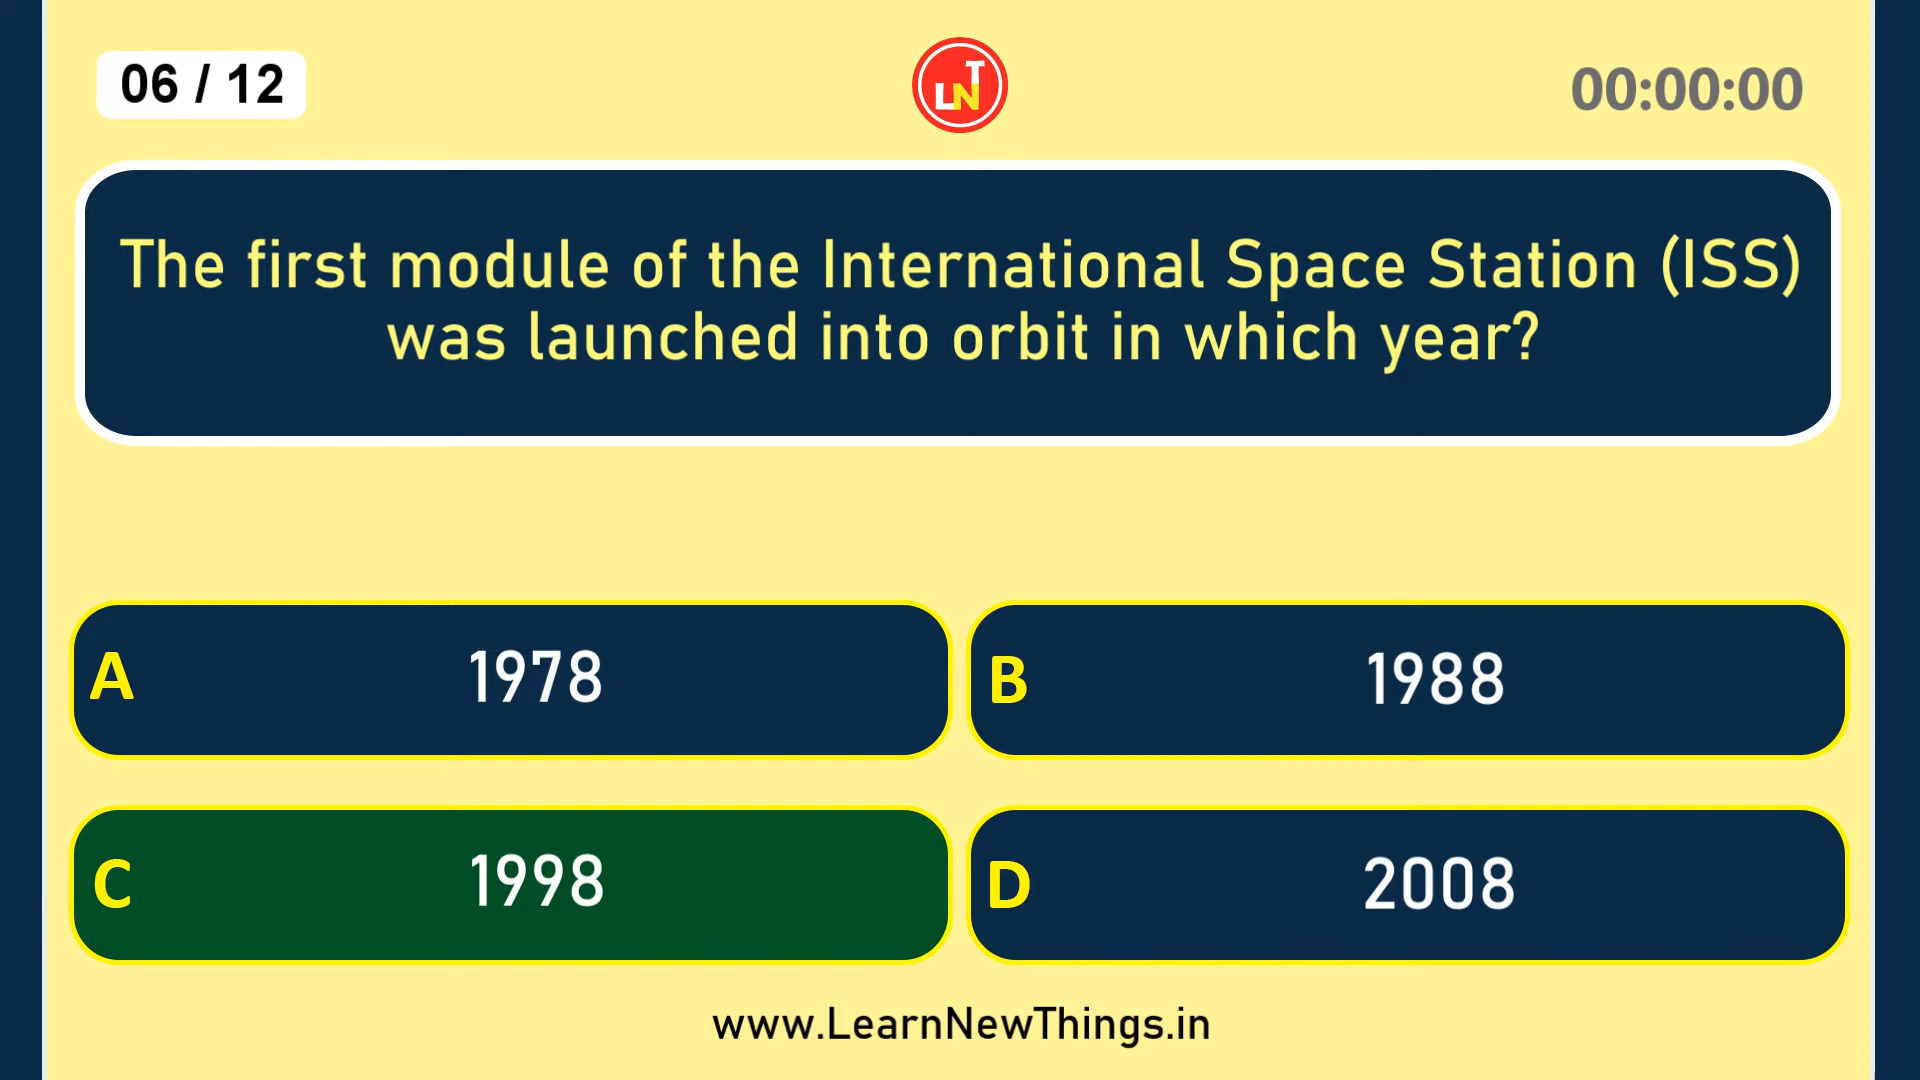 06 / 12
LNT
00:00:00
The first module of the International Space Station (ISS)
was launched into orbit in which year?
A 1978
B 1988
C 1998
D 2008
www.LearnNewThings.in